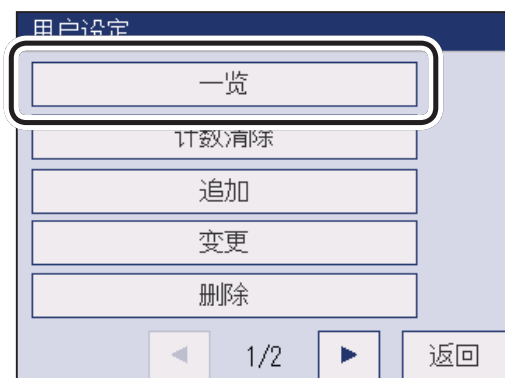 用户设定
一览
计数清除
追加
变更
删除
◀ 1/2 ▶ 返回